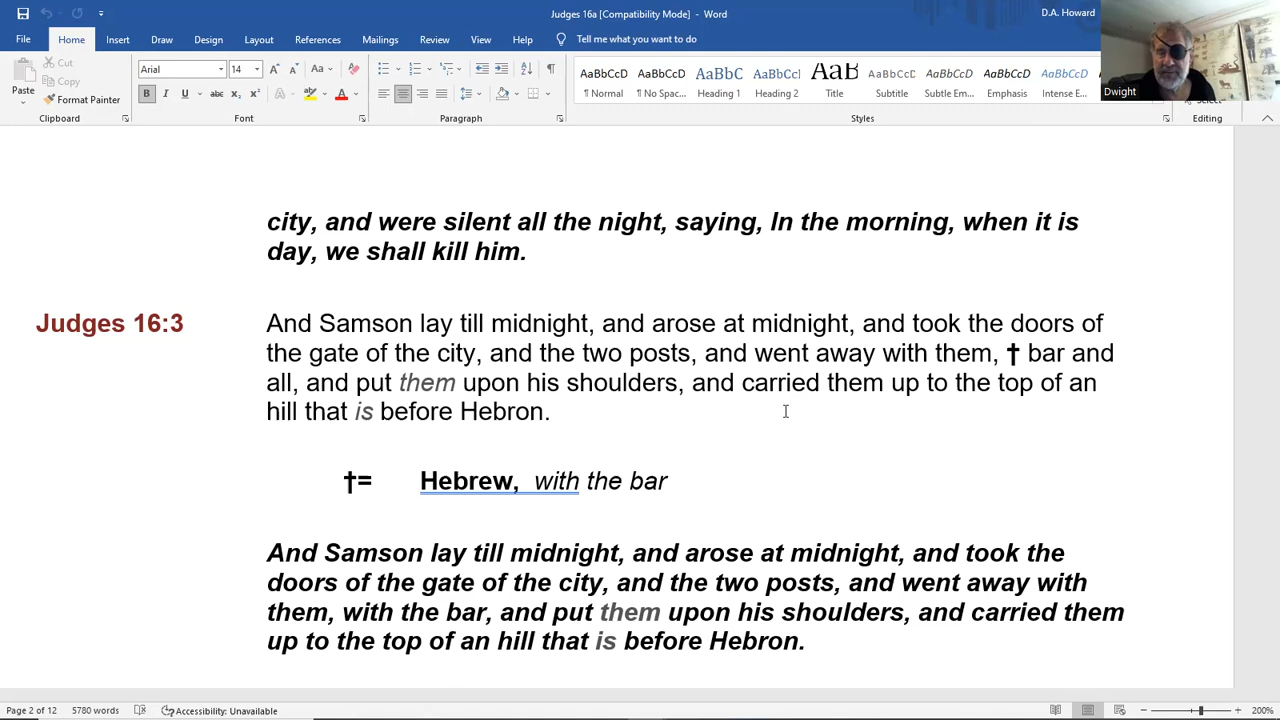 Judges 16a [Compatibility Mode] - Word
D.A. Howard
File Home Insert Draw Design Layout References Mailings Review View Help Tell me what you want to do
Paste
Cut
Copy
Format Painter
Arial 14
Clipboard Font Paragraph Styles Editing
AaBbCcD AaBbCcD AaBbC AaBbCcl AaB AaBbCcD AaBbCcD AaBbCcD AaBbCcD
¶ Normal ¶ No Spac... Heading 1 Heading 2 Title Subtitle Subtle Em... Emphasis Intense E...
Dwight
city, and were silent all the night, saying, In the morning, when it is
day, we shall kill him.
Judges 16:3 And Samson lay till midnight, and arose at midnight, and took the doors of
the gate of the city, and the two posts, and went away with them, † bar and
all, and put them upon his shoulders, and carried them up to the top of an
hill that is before Hebron.
†= Hebrew, with the bar
And Samson lay till midnight, and arose at midnight, and took the
doors of the gate of the city, and the two posts, and went away with
them, with the bar, and put them upon his shoulders, and carried them
up to the top of an hill that is before Hebron.
Page 2 of 12 5780 words Accessibility: Unavailable 200%